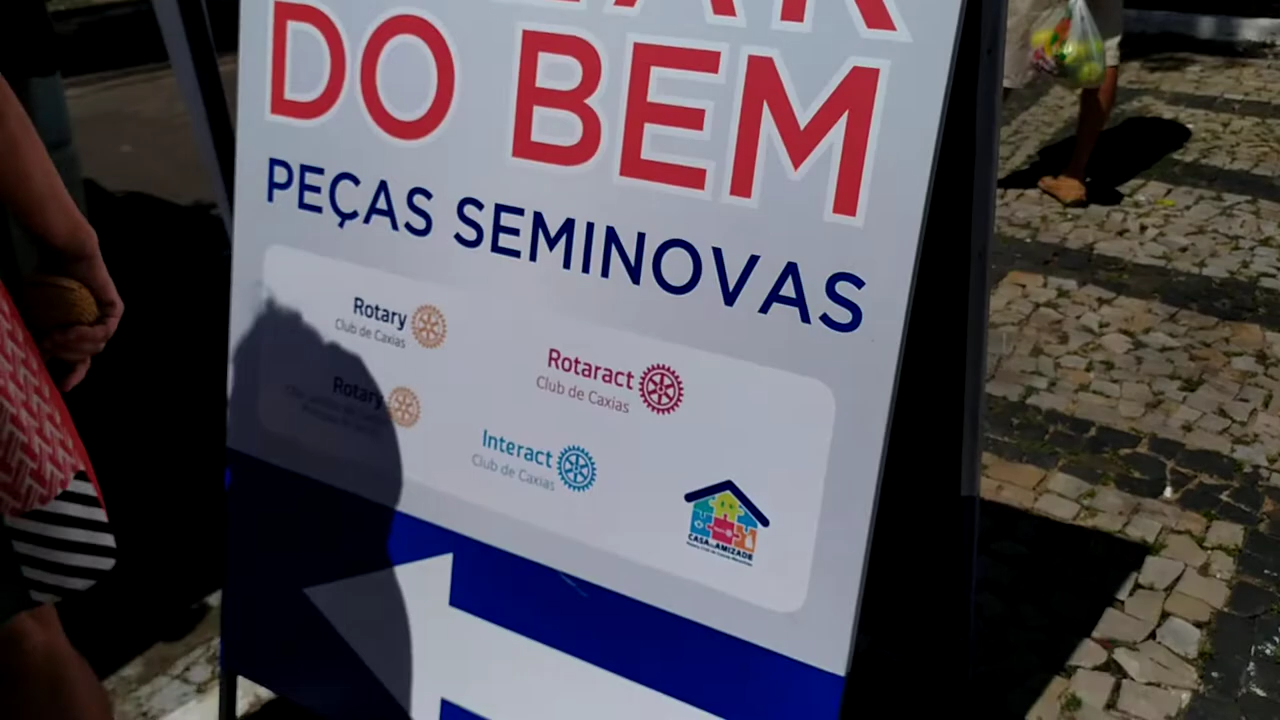 DO BEM
PEÇAS SEMINOVAS
Rotary
Club de Caxias
Rotaract
Club de Caxias
Rotary
Interact
Club de Caxias
CASA DA AMIZADE